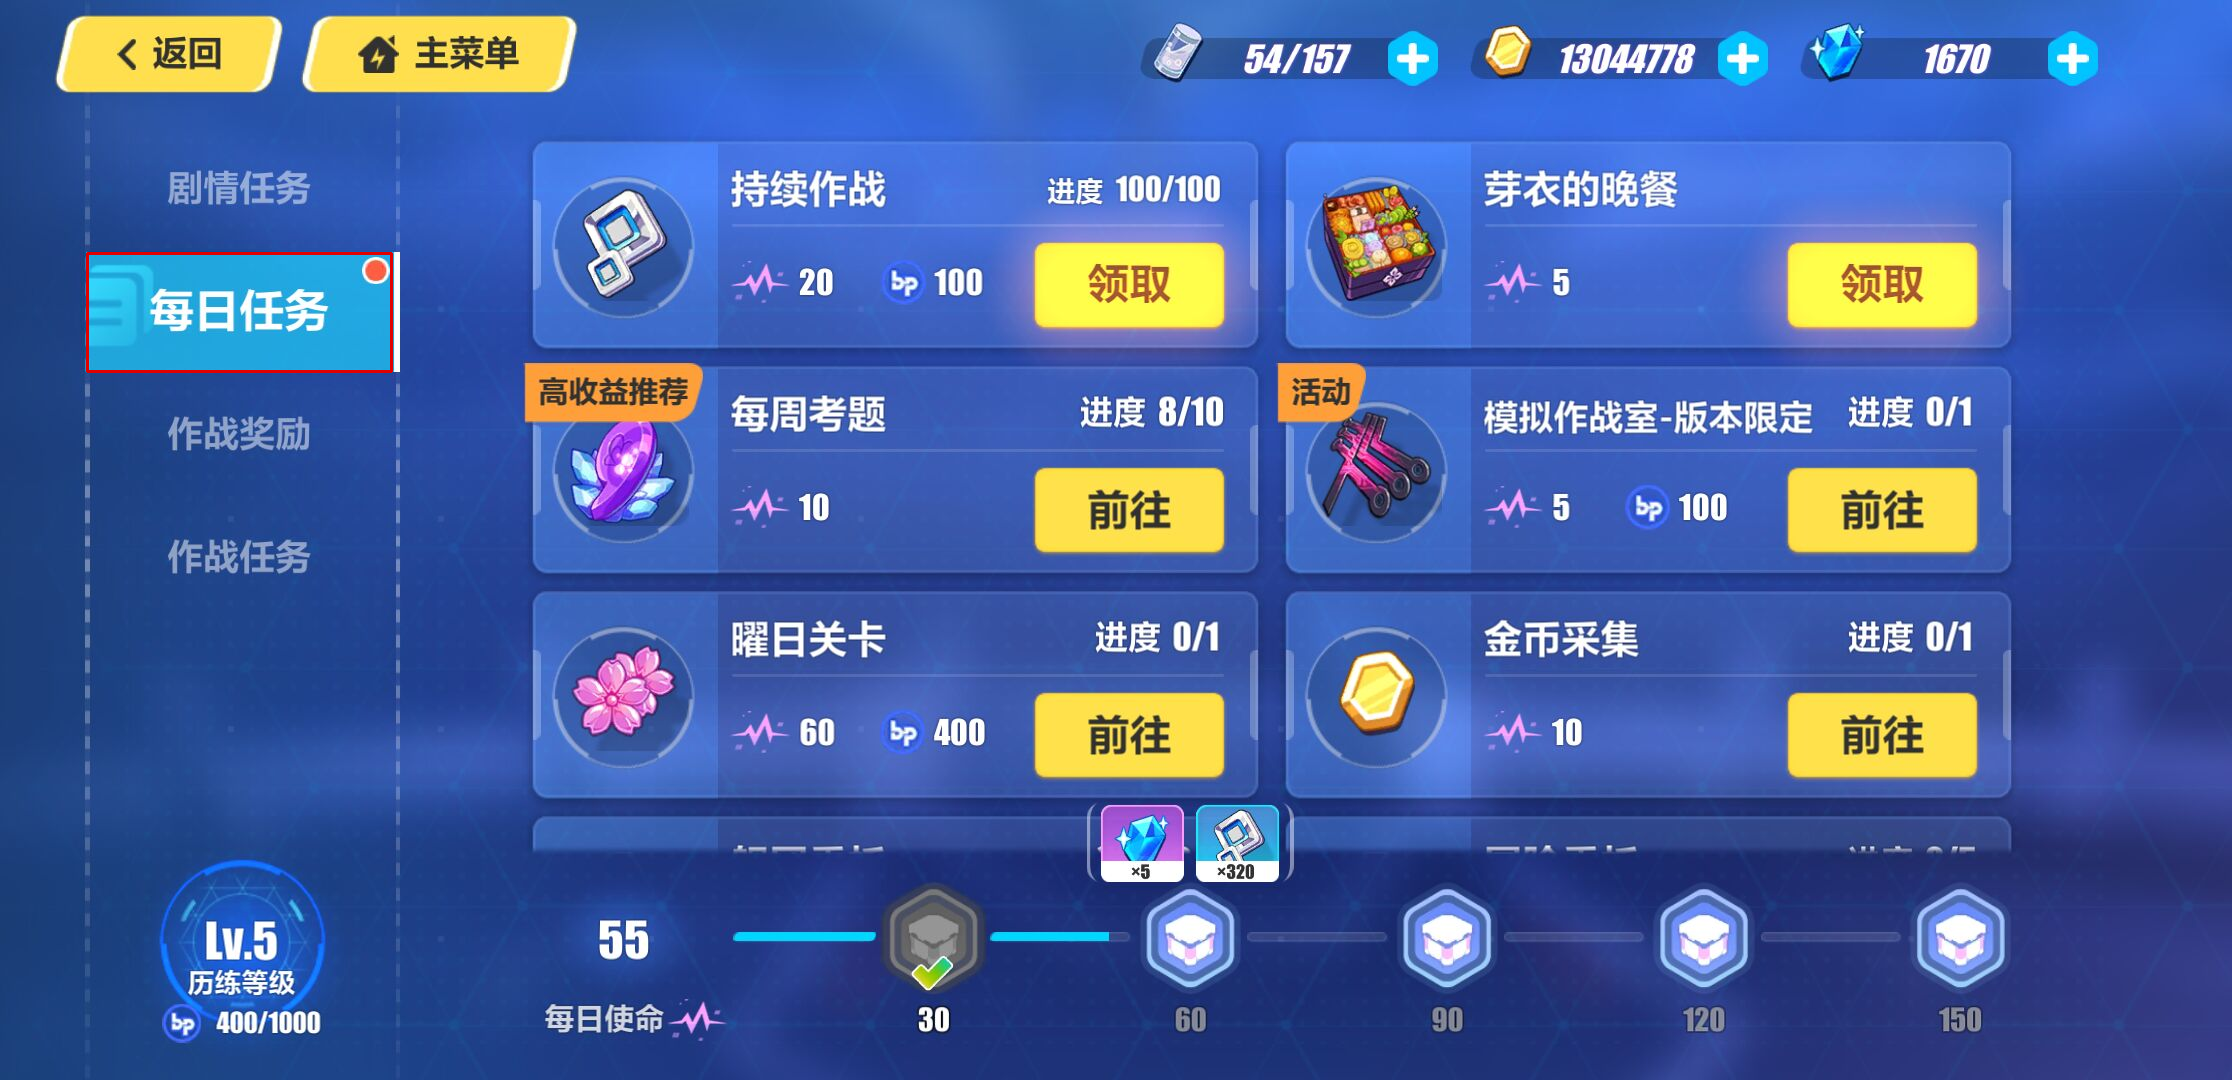 返回
主菜单
54/157
13044778
1670
剧情任务
每日任务
作战奖励
作战任务
持续作战
进度 100/100
20
bp 100
领取
芽衣的晚餐
5
领取
高收益推荐
每周考题
进度 8/10
10
前往
活动
模拟作战室-版本限定
进度 0/1
5
bp 100
前往
曜日关卡
进度 0/1
60
bp 400
前往
金币采集
进度 0/1
10
前往
×5
×320
Lv.5
历练等级
bp 400/1000
55
每日使命
30
60
90
120
150